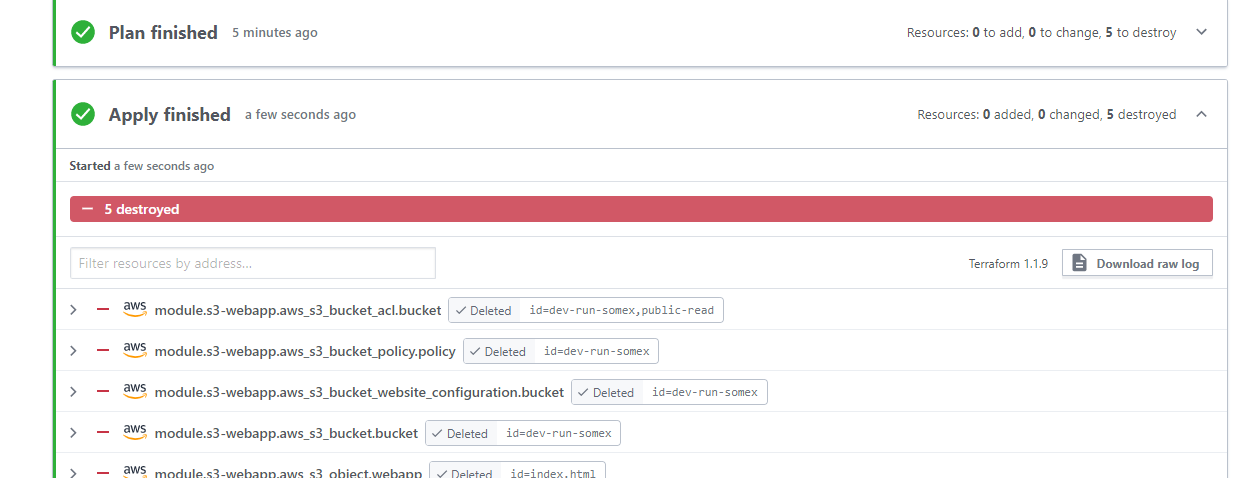 Plan finished 5 minutes ago Resources: 0 to add, 0 to change, 5 to destroy
Apply finished a few seconds ago Resources: 0 added, 0 changed, 5 destroyed
Started a few seconds ago
5 destroyed
Filter resources by address... Terraform 1.1.9 Download raw log
aws module.s3-webapp.aws_s3_bucket_acl.bucket Deleted id=dev-run-somex,public-read
aws module.s3-webapp.aws_s3_bucket_policy.policy Deleted id=dev-run-somex
aws module.s3-webapp.aws_s3_bucket_website_configuration.bucket Deleted id=dev-run-somex
aws module.s3-webapp.aws_s3_bucket.bucket Deleted id=dev-run-somex
aws module.s3-webapp.aws_s3_object.webapp Deleted id=index.html